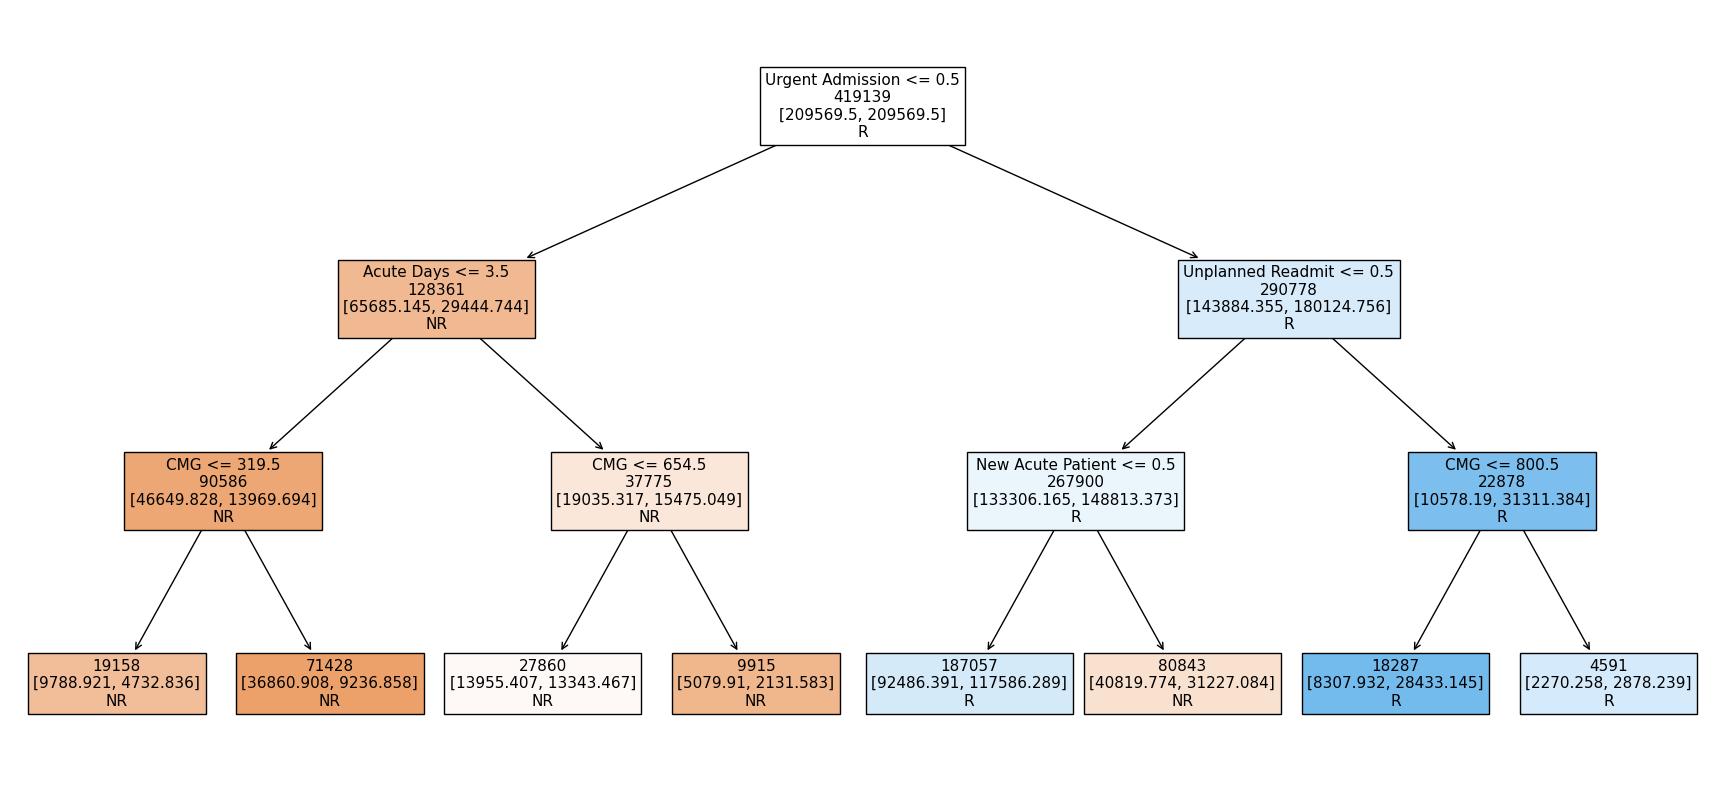 Urgent Admission <= 0.5
419139
[209569.5, 209569.5]
R
Acute Days <= 3.5
128361
[65685.145, 29444.744]
NR
Unplanned Readmit <= 0.5
290778
[143884.355, 180124.756]
R
CMG <= 319.5
90586
[46649.828, 13969.694]
NR
CMG <= 654.5
37775
[19035.317, 15475.049]
NR
New Acute Patient <= 0.5
267900
[133306.165, 148813.373]
R
CMG <= 800.5
22878
[10578.19, 31311.384]
R
19158
[9788.921, 4732.836]
NR
71428
[36860.908, 9236.858]
NR
27860
[13955.407, 13343.467]
NR
9915
[5079.91, 2131.583]
NR
187057
[92486.391, 117586.289]
R
80843
[40819.774, 31227.084]
NR
18287
[8307.932, 28433.145]
R
4591
[2270.258, 2878.239]
R